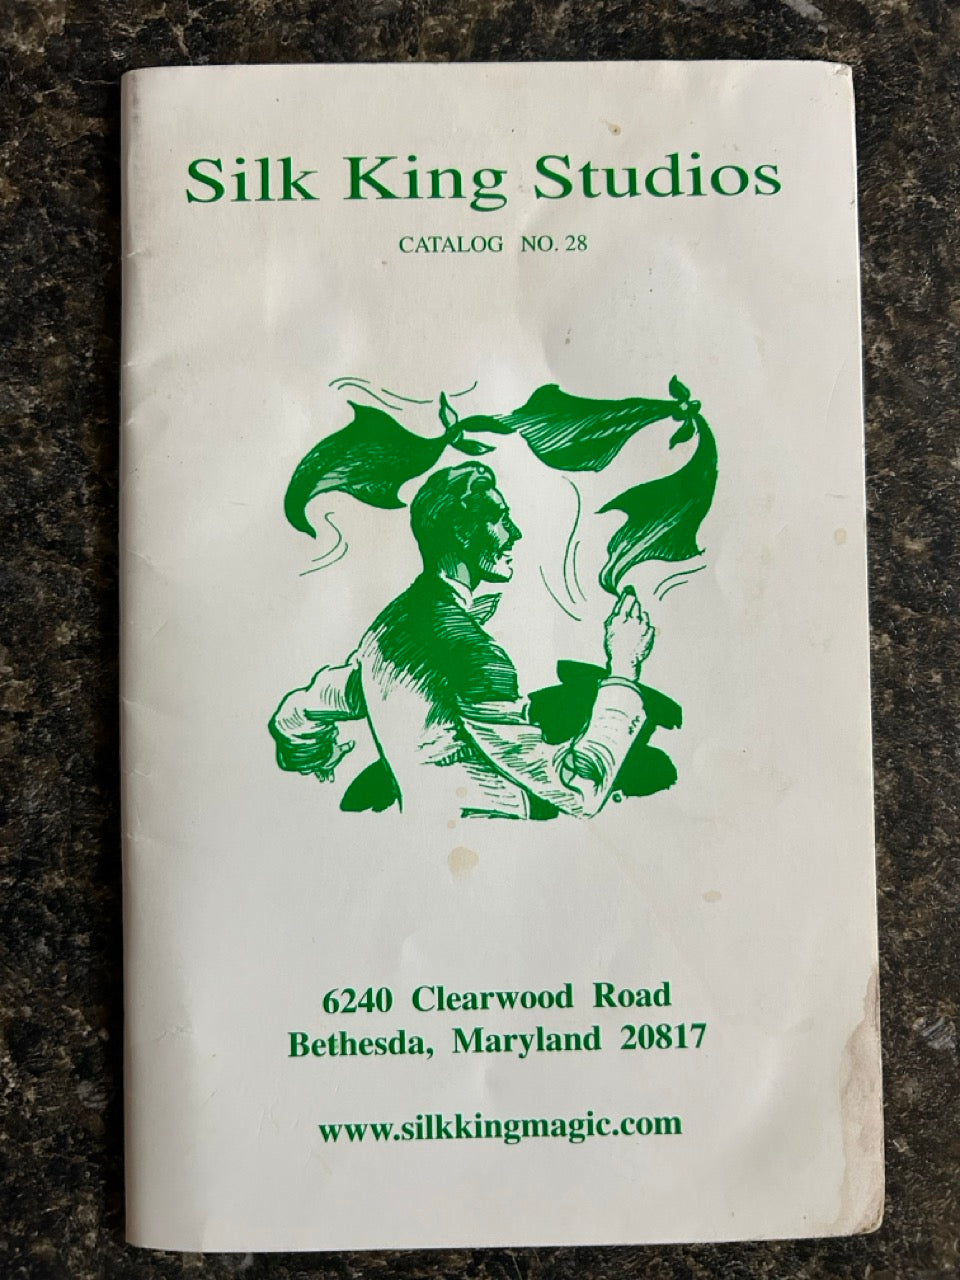 Silk King Studios
CATALOG NO. 28
6240 Clearwood Road
Bethesda, Maryland 20817
www.silkkingmagic.com